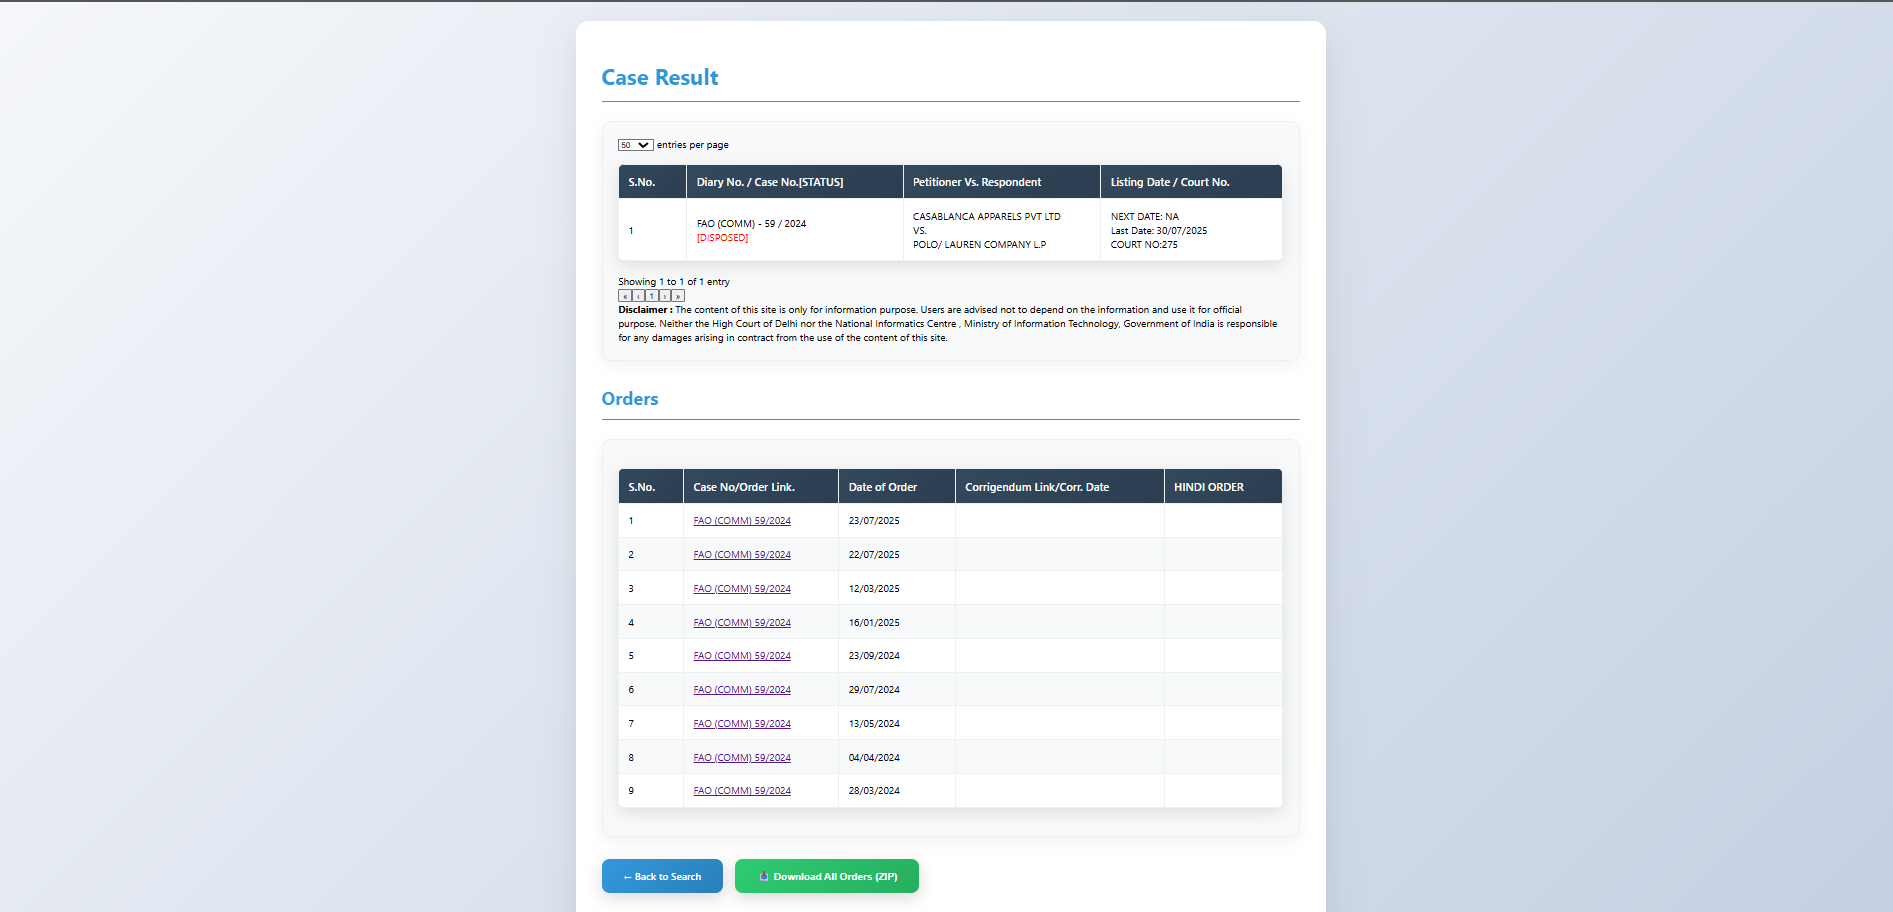 Case Result
50 entries per page
S.No. Diary No. / Case No.[STATUS] Petitioner Vs. Respondent Listing Date / Court No.
1 FAO (COMM) - 59 / 2024 [DISPOSED] CASABLANCA APPARELS PVT LTD VS. POLO/ LAUREN COMPANY L.P NEXT DATE: NA Last Date: 30/07/2025 COURT NO:275
Showing 1 to 1 of 1 entry
« ‹ 1 › »
Disclaimer : The content of this site is only for information purpose. Users are advised not to depend on the information and use it for official
purpose. Neither the High Court of Delhi nor the National Informatics Centre , Ministry of Information Technology, Government of India is responsible
for any damages arising in contract from the use of the content of this site.
Orders
S.No. Case No/Order Link. Date of Order Corrigendum Link/Corr. Date HINDI ORDER
1 FAO (COMM) 59/2024 23/07/2025
2 FAO (COMM) 59/2024 22/07/2025
3 FAO (COMM) 59/2024 12/03/2025
4 FAO (COMM) 59/2024 16/01/2025
5 FAO (COMM) 59/2024 23/09/2024
6 FAO (COMM) 59/2024 29/07/2024
7 FAO (COMM) 59/2024 13/05/2024
8 FAO (COMM) 59/2024 04/04/2024
9 FAO (COMM) 59/2024 28/03/2024
← Back to Search Download All Orders (ZIP)